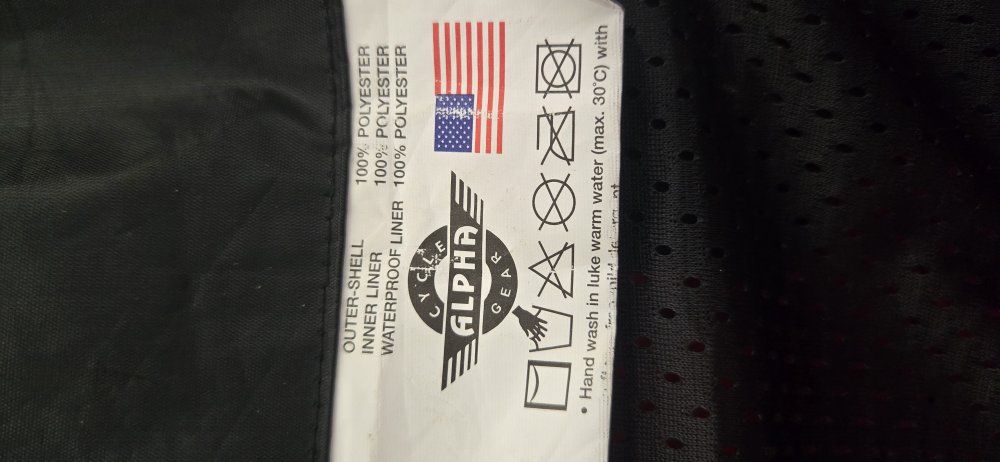 OUTER-SHELL 100% POLYESTER
INNER LINER 100% POLYESTER
WATERPROOF LINER 100% POLYESTER
CYCLE
ALPHA
GEAR
• Hand wash in luke warm water (max. 30°C) with